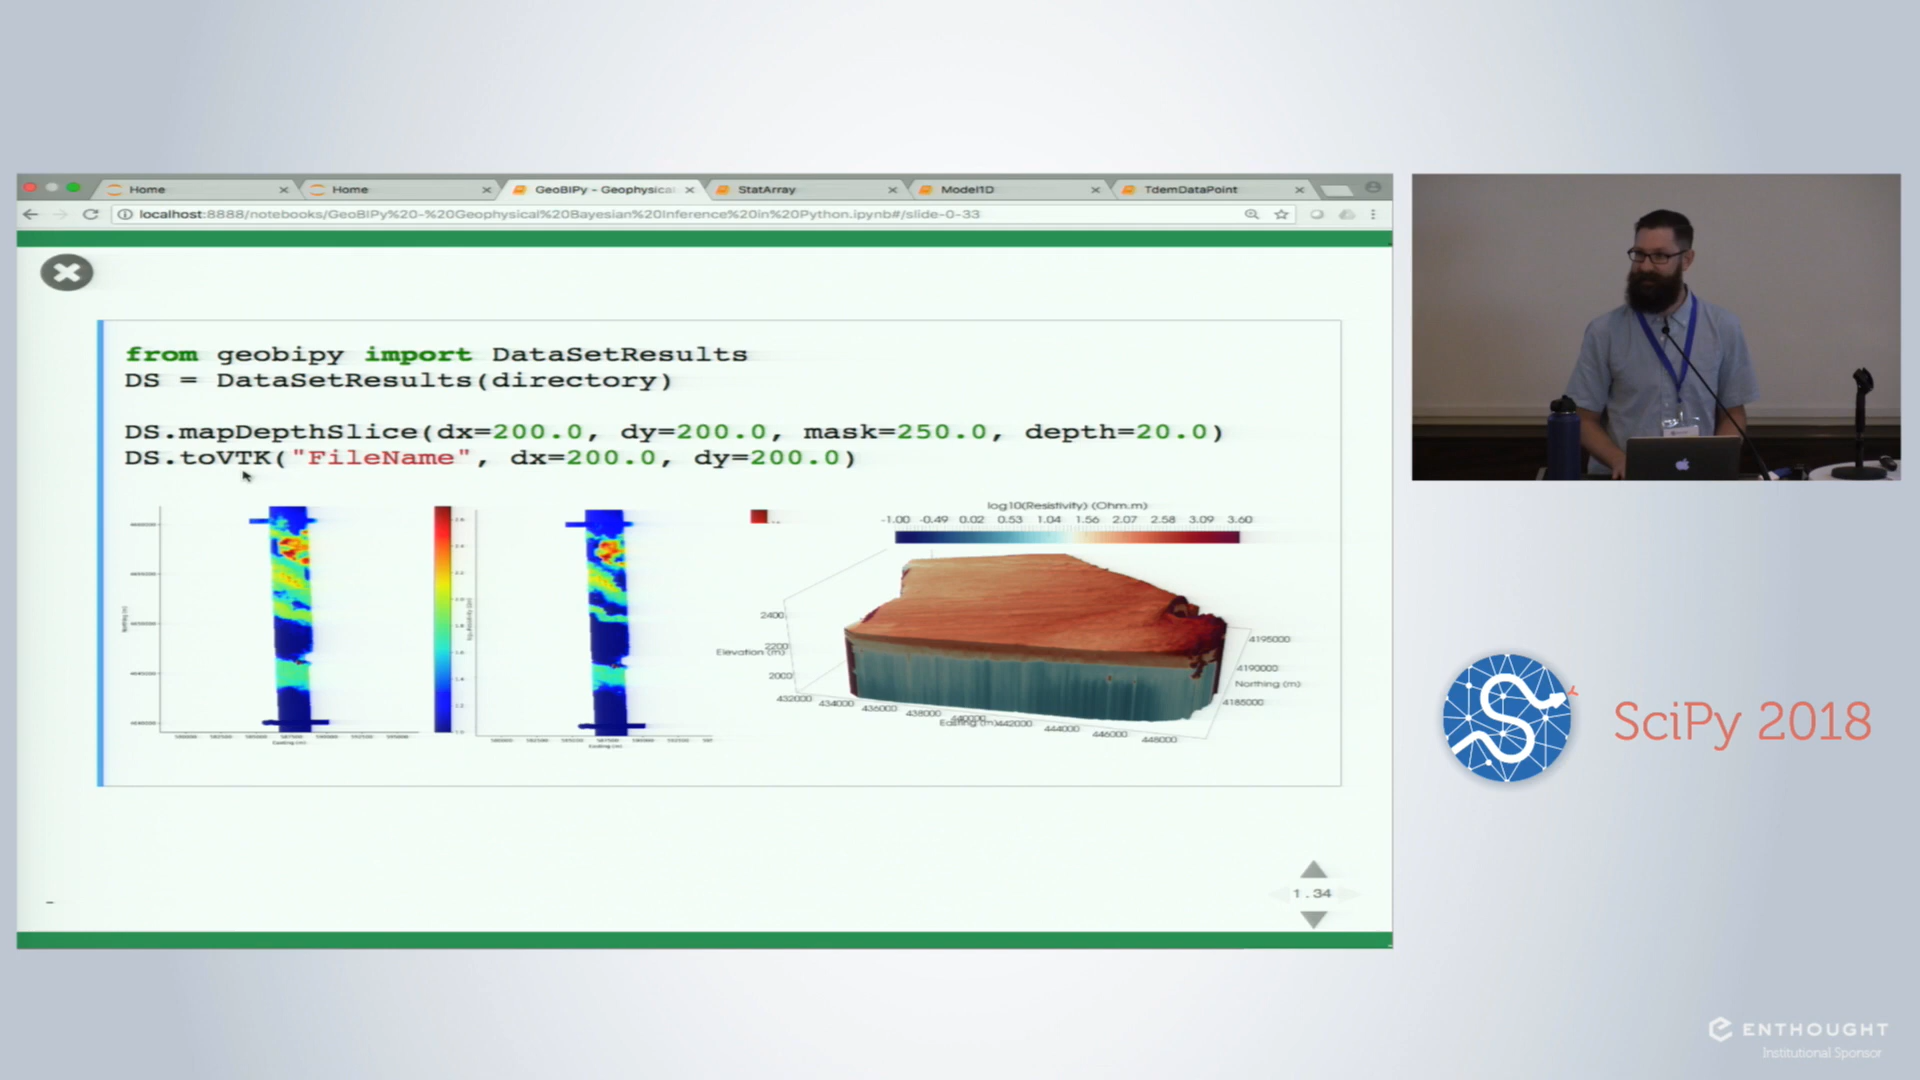 Home
Home
GeoBIPy - Geophysica
StatArray
Model1D
TdemDataPoint
localhost:8888/notebooks/GeoBIPy%20-%20Geophysical%20Bayesian%20Inference%20in%20Python.ipynb#/slide-0-33
from geobipy import DataSetResults
DS = DataSetResults(directory)
DS.mapDepthSlice(dx=200.0, dy=200.0, mask=250.0, depth=20.0)
DS.toVTK("FileName", dx=200.0, dy=200.0)
log10(Resistivity) (Ohm.m)
-1.00 -0.49 0.02 0.53 1.04 1.56 2.07 2.58 3.09 3.60
2400
2200
Elevation (m)
2000
432000 434000 436000 438000 440000 442000 444000 446000 448000
Easting (m)
4195000
4190000
Northing (m)
4185000
Easting (m)
Easting (m)
1.34
SciPy 2018
ENTHOUGHT
Institutional Sponsor